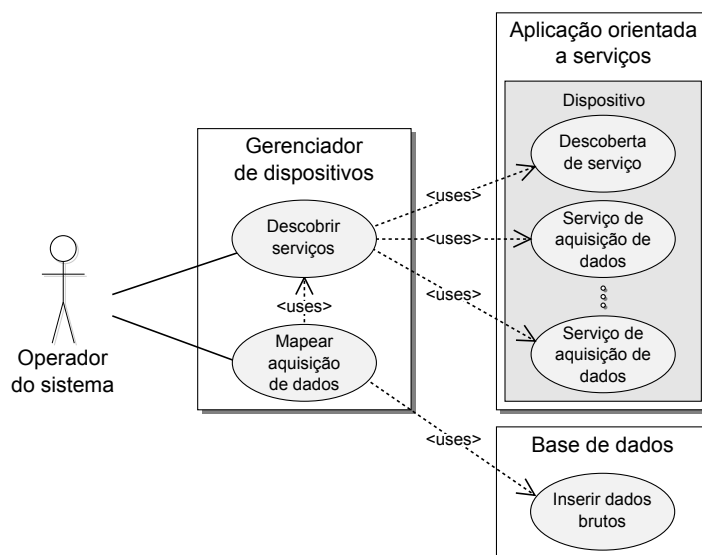 Aplicação orientada
a serviços
Dispositivo
Descoberta
de serviço
Serviço de
aquisição de
dados
Serviço de
aquisição de
dados
Gerenciador
de dispositivos
Descobrir
serviços
Mapear
aquisição
de dados
<uses>
<uses>
<uses>
<uses>
<uses>
Operador
do sistema
Base de dados
Inserir dados
brutos